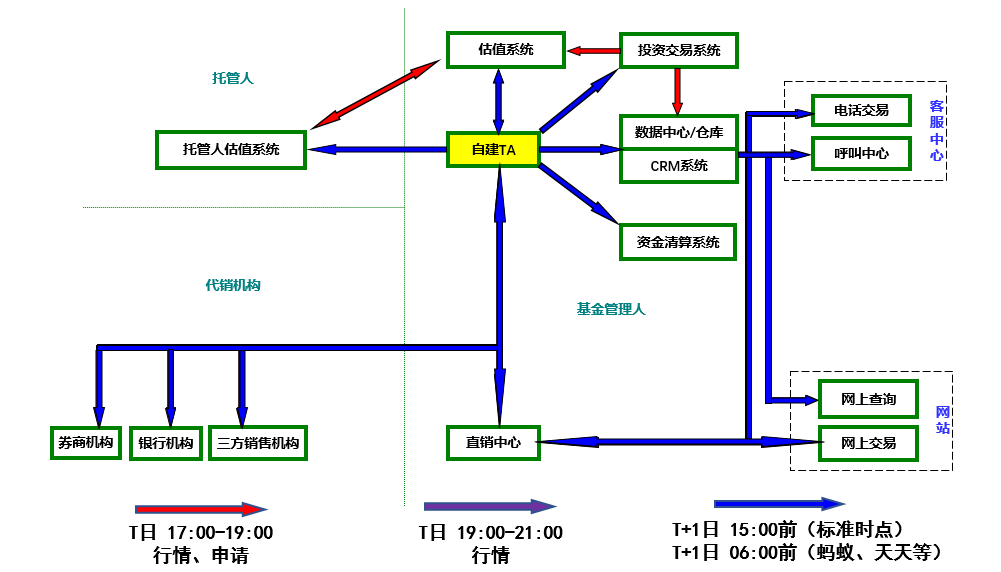 估值系统
投资交易系统
托管人
电话交易
客服中心
数据中心/仓库
托管人估值系统
自建TA
呼叫中心
CRM系统
资金清算系统
代销机构
基金管理人
网上查询
网站
券商机构
银行机构
三方销售机构
直销中心
网上交易
T日 17:00-19:00
行情、申请
T日 19:00-21:00
行情
T+1日 15:00前（标准时点）
T+1日 06:00前（蚂蚁、天天等）